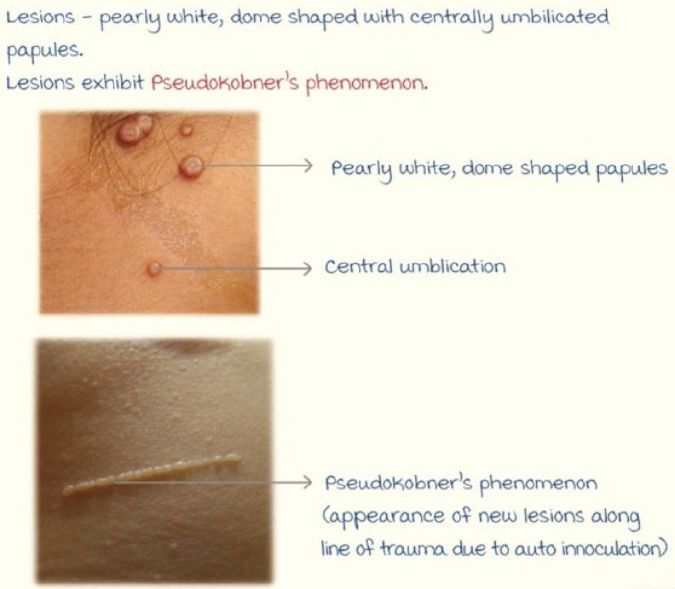 Lesions - pearly white, dome shaped with centrally umbilicated
papules.
Lesions exhibit Pseudokobner's phenomenon.
Pearly white, dome shaped papules
Central umblication
Pseudokobner's phenomenon
(appearance of new lesions along
line of trauma due to auto innoculation)